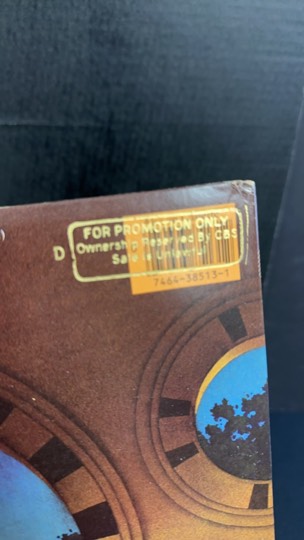 D
FOR PROMOTION ONLY
Ownership Reserved By CBS
Sale is Unlawful
7464-38513-1